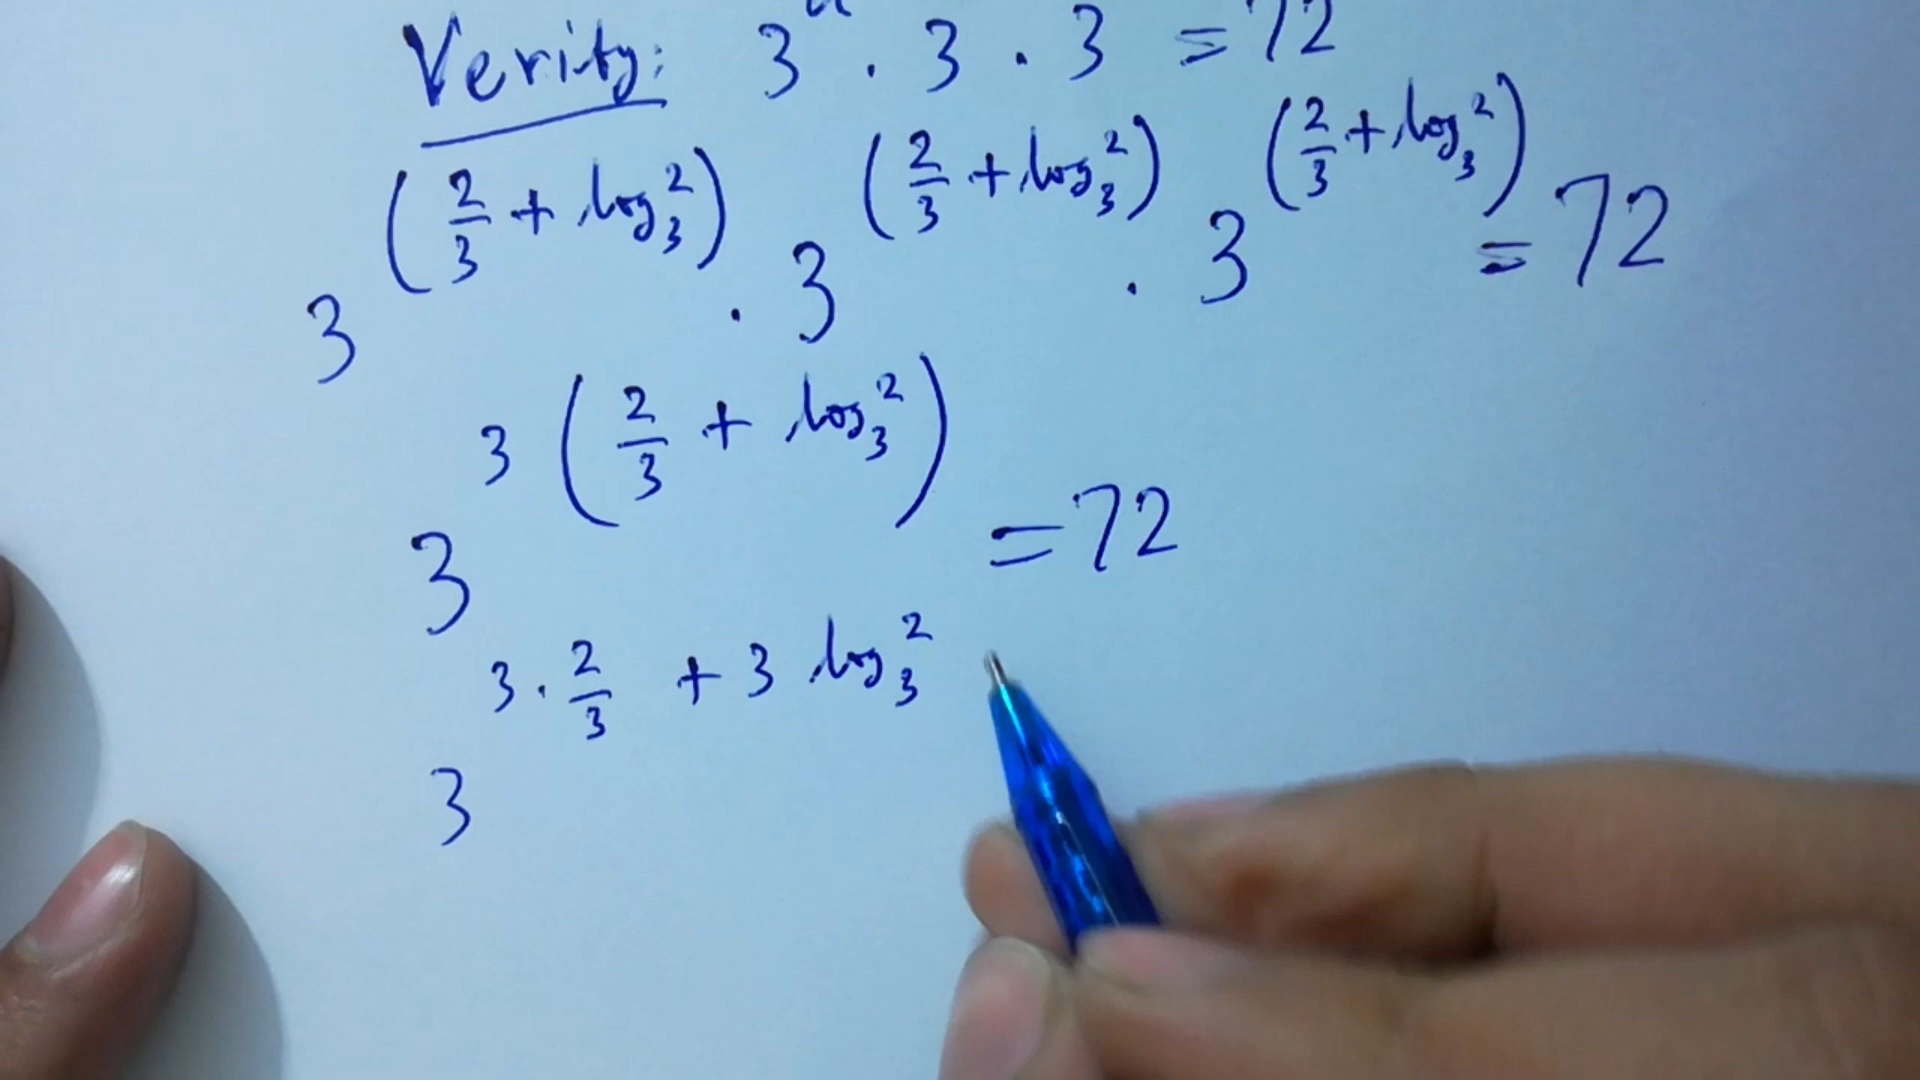 Verify: 3 · 3 · 3 = 72
3^(2/3 + log_3^2) · 3^(2/3 + log_3^2) · 3^(2/3 + log_3^2) = 72
3^3(2/3 + log_3^2) = 72
3^3 · 2/3 + 3 log_3^2